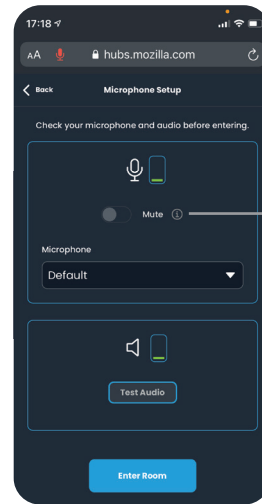 17:18
AA hubs.mozilla.com
Back Microphone Setup
Check your microphone and audio before entering.
Mute
Microphone
Default
Test Audio
Enter Room